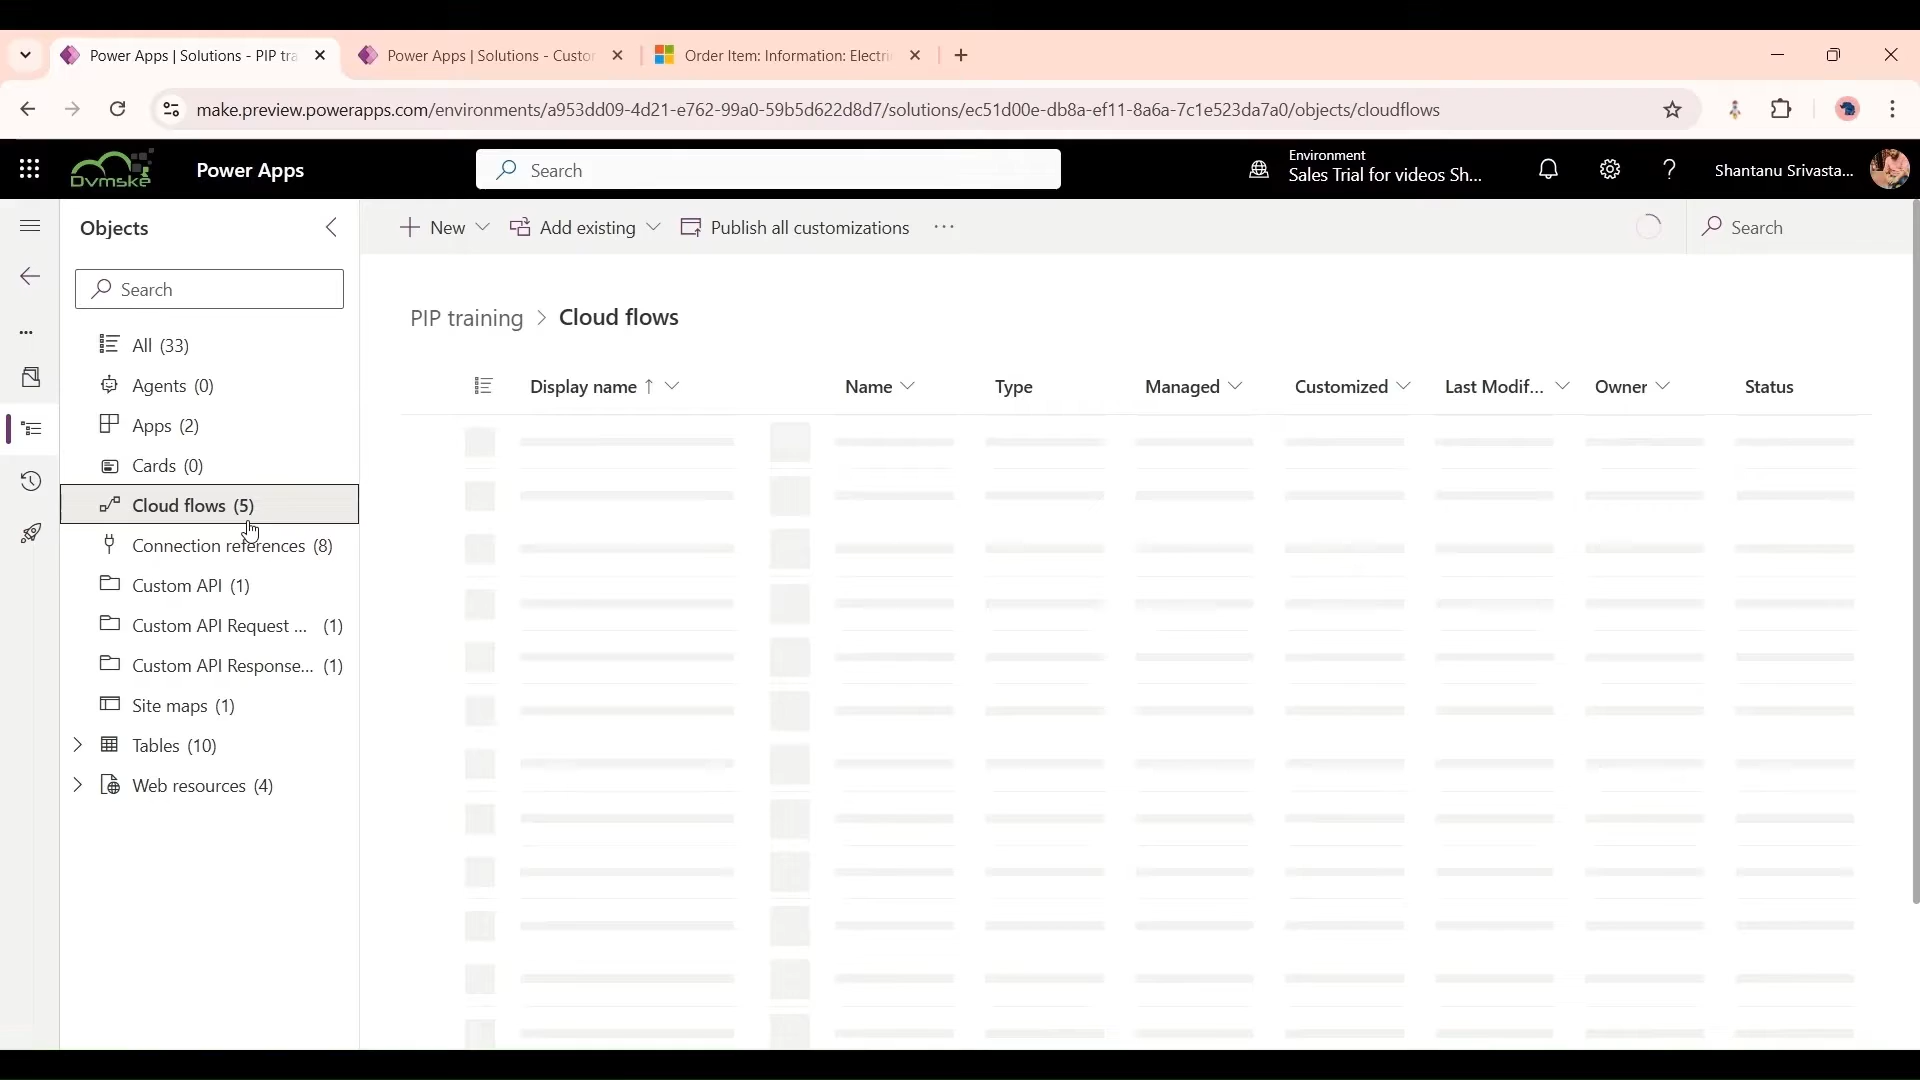 Power Apps | Solutions - PIP tra
Power Apps | Solutions - Custo
Order Item: Information: Electri
make.preview.powerapps.com/environments/a953dd09-4d21-e762-99a0-59b5d622d8d7/solutions/ec51d00e-db8a-ef11-8a6a-7c1e523da7a0/objects/cloudflows
Dvmske
Power Apps
Search
Environment
Sales Trial for videos Sh...
Shantanu Srivasta...
Objects
New
Add existing
Publish all customizations
Search
Search
All (33)
Agents (0)
Apps (2)
Cards (0)
Cloud flows (5)
Connection references (8)
Custom API (1)
Custom API Request ... (1)
Custom API Response... (1)
Site maps (1)
Tables (10)
Web resources (4)
PIP training > Cloud flows
Display name ↑
Name
Type
Managed
Customized
Last Modif...
Owner
Status